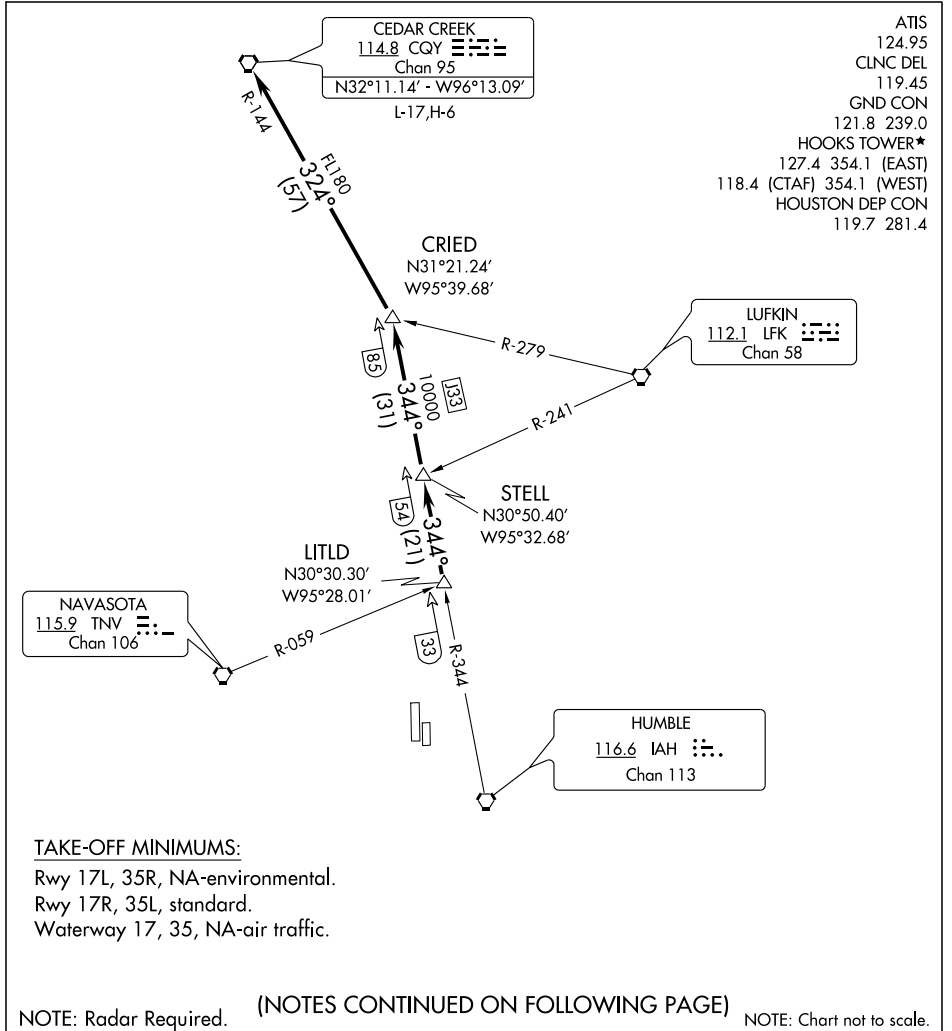 CEDAR CREEK
114.8 CQY
Chan 95
N32°11.14' - W96°13.09'
L-17,H-6
ATIS
124.95
CLNC DEL
119.45
GND CON
121.8 239.0
HOOKS TOWER★
127.4 354.1 (EAST)
118.4 (CTAF) 354.1 (WEST)
HOUSTON DEP CON
119.7 281.4
R-144
FL180
324°
(57)
CRIED
N31°21.24'
W95°39.68'
LUFKIN
112.1 LFK
Chan 58
R-279
85
J33
10000
344°
(31)
R-241
STELL
N30°50.40'
W95°32.68'
54
344°
(21)
LITLD
N30°30.30'
W95°28.01'
NAVASOTA
115.9 TNV
Chan 106
R-059
33
R-344
HUMBLE
116.6 IAH
Chan 113
TAKE-OFF MINIMUMS:
Rwy 17L, 35R, NA-environmental.
Rwy 17R, 35L, standard.
Waterway 17, 35, NA-air traffic.
(NOTES CONTINUED ON FOLLOWING PAGE)
NOTE: Radar Required.
NOTE: Chart not to scale.